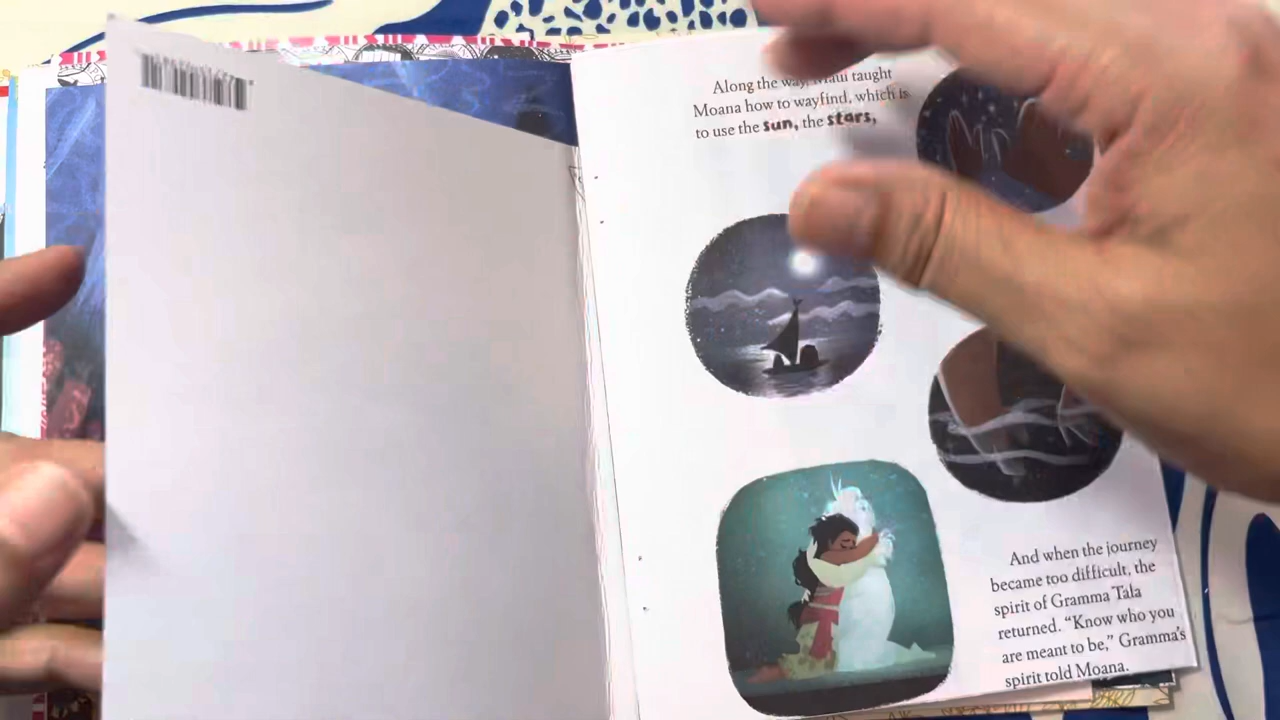 Along the way, Maui taught
Moana how to wayfind, which is
to use the sun, the stars,
And when the journey
became too difficult, the
spirit of Gramma Tala
returned. “Know who you
are meant to be,” Gramma’s
spirit told Moana.